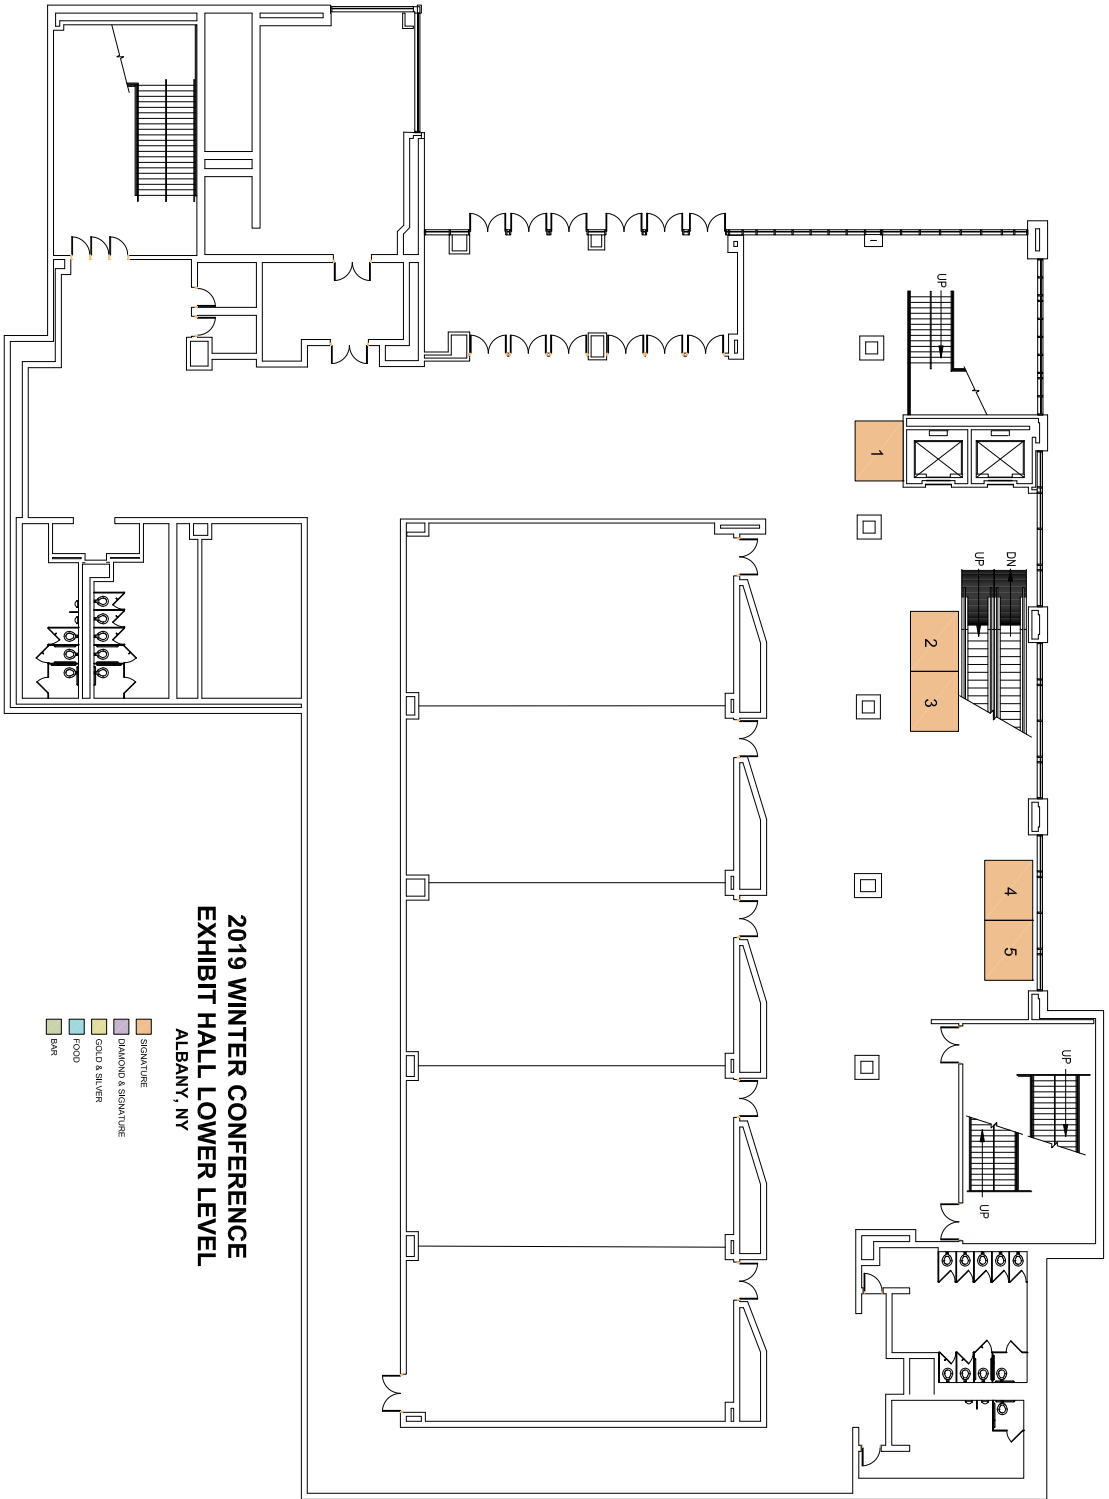 UP
DN
4
5
UP
UP
UP
2
3
1
2019 WINTER CONFERENCE
EXHIBIT HALL LOWER LEVEL
ALBANY, NY
SIGNATURE
DIAMOND & SIGNATURE
GOLD & SILVER
FOOD
BAR